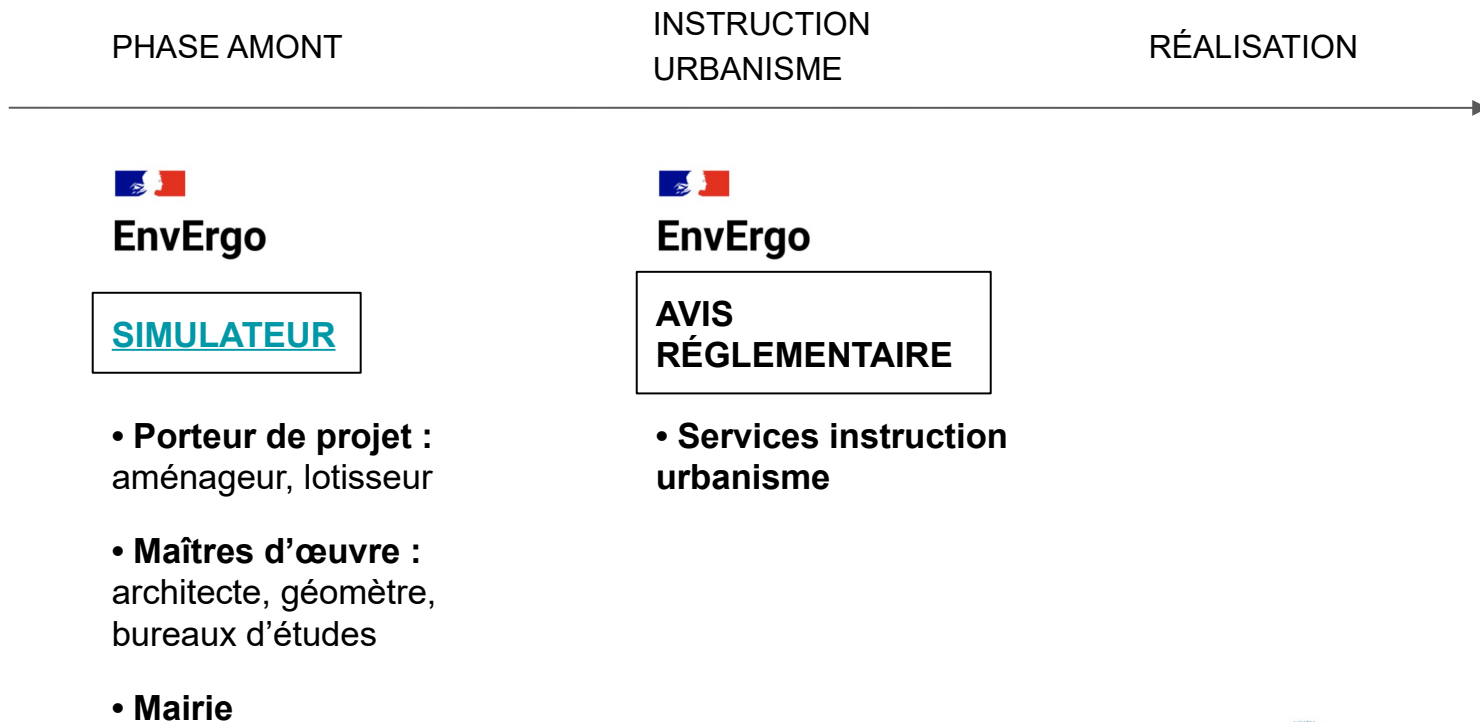 PHASE AMONT
INSTRUCTION
URBANISME
RÉALISATION
EnvErgo
SIMULATEUR
• Porteur de projet :
aménageur, lotisseur
• Maîtres d’œuvre :
architecte, géomètre,
bureaux d’études
• Mairie
EnvErgo
AVIS
RÉGLEMENTAIRE
• Services instruction
urbanisme